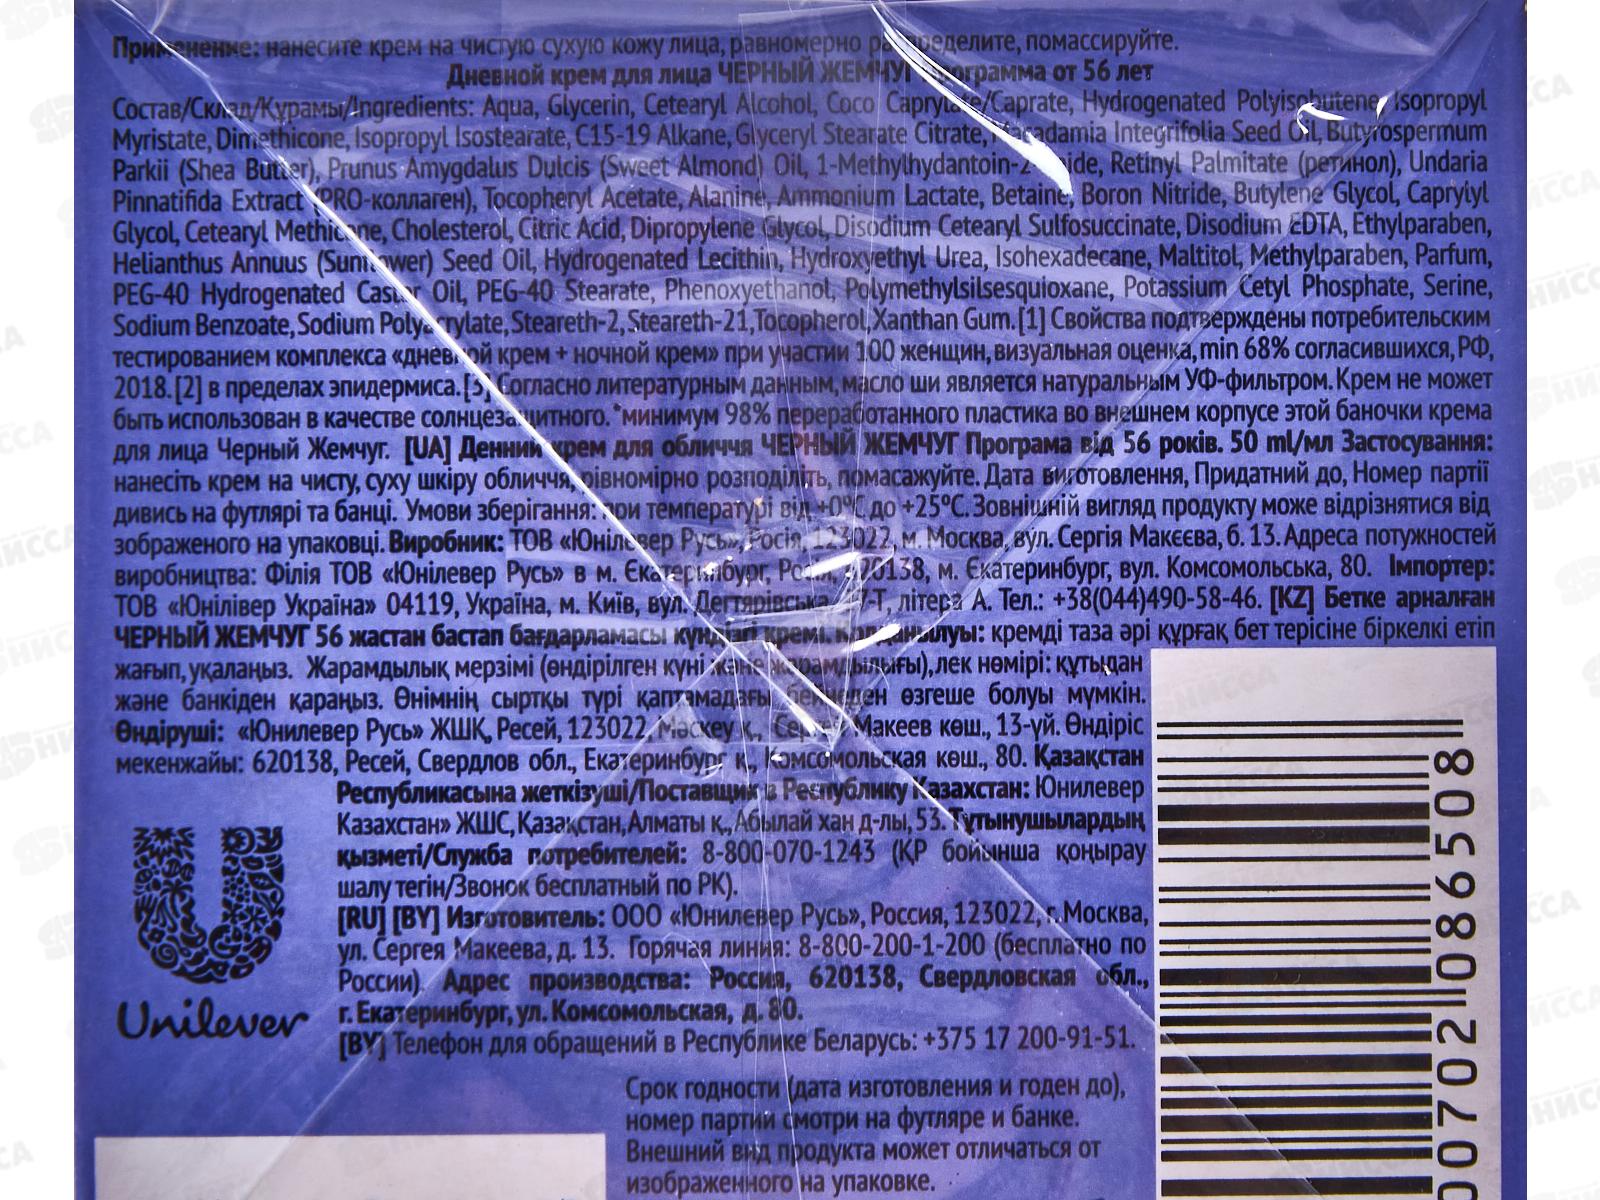 Применение: нанесите крем на чистую сухую кожу лица, равномерно распределите, помассируйте.
Дневной крем для лица ЧЕРНЫЙ ЖЕМЧУГ Программа от 56 лет
Состав/Склад/Құрамы/Ingredients: Aqua, Glycerin, Cetearyl Alcohol, Coco Caprylate/Caprate, Hydrogenated Polyisobutene, Isopropyl
Myristate, Dimethicone, Isopropyl Isostearate, C15-19 Alkane, Glyceryl Stearate Citrate, Macadamia Integrifolia Seed Oil, Butyrospermum
Parkii (Shea Butter), Prunus Amygdalus Dulcis (Sweet Almond) Oil, 1-Methylhydantoin-2-Imide, Retinyl Palmitate (ретинол), Undaria
Pinnatifida Extract (PRO-коллаген), Tocopheryl Acetate, Alanine, Ammonium Lactate, Betaine, Boron Nitride, Butylene Glycol, Caprylyl
Glycol, Cetearyl Methicone, Cholesterol, Citric Acid, Dipropylene Glycol, Disodium Cetearyl Sulfosuccinate, Disodium EDTA, Ethylparaben,
Helianthus Annuus (Sunflower) Seed Oil, Hydrogenated Lecithin, Hydroxyethyl Urea, Isohexadecane, Maltitol, Methylparaben, Parfum,
PEG-40 Hydrogenated Castor Oil, PEG-40 Stearate, Phenoxyethanol, Polymethylsilsesquioxane, Potassium Cetyl Phosphate, Serine,
Sodium Benzoate, Sodium Polyacrylate, Steareth-2, Steareth-21, Tocopherol, Xanthan Gum. [1] Свойства подтверждены потребительским
тестированием комплекса «дневной крем + ночной крем» при участии 100 женщин, визуальная оценка, min 68% согласившихся, РФ,
2018. [2] в пределах эпидермиса. [3] Согласно литературным данным, масло ши является натуральным УФ-фильтром. Крем не может
быть использован в качестве солнцезащитного. *минимум 98% переработанного пластика во внешнем корпусе этой баночки крема
для лица Черный Жемчуг. [UA] Денний крем для обличчя ЧЕРНЫЙ ЖЕМЧУГ Програма від 56 років. 50 ml/мл Застосування:
нанесіть крем на чисту, суху шкіру обличчя, рівномірно розподіліть, помасажуйте. Дата виготовлення, Придатний до, Номер партії
дивись на футлярі та банці. Умови зберігання: при температурі від +0°C до +25°C. Зовнішній вигляд продукту може відрізнятися від
зображеного на упаковці. Виробник: ТОВ «Юнілевер Русь», Росія, 123022, м. Москва, вул. Сергія Макєєва, б. 13. Адреса потужностей
виробництва: Філія ТОВ «Юнілевер Русь» в м. Єкатеринбург, Росія, 620138, м. Єкатеринбург, вул. Комсомольська, 80. Імпортер:
ТОВ «Юнілівер Україна» 04119, Україна, м. Київ, вул. Дегтярівська, 27-Т, літера А. Тел.: +38(044)490-58-46. [KZ] Бетке арналған
ЧЕРНЫЙ ЖЕМЧУГ 56 жастан бастап бағдарламасы күндізгі кремі. Қолданылуы: кремді таза әрі құрғақ бет терісіне біркелкі етіп
жағып, уқалаңыз. Жарамдылық мерзімі (өндірілген күні және жарамдылығы), лек нөмірі: құтыдан
және банкіден қараңыз. Өнімнің сыртқы түрі қаптамадағы бейнеден өзгеше болуы мүмкін.
Өндіруші: «Юнилевер Русь» ЖШҚ, Ресей, 123022, Мәскеу қ., Сергей Макеев көш., 13-үй. Өндіріс
мекенжайы: 620138, Ресей, Свердлов обл., Екатеринбург қ., Комсомольская көш., 80. Қазақстан
Республикасына жеткізуші/Поставщик в Республику Казахстан: Юнилевер
Казахстан» ЖШС, Қазақстан, Алматы қ., Абылай хан д-лы, 53. Тұтынушылардың
қызметі/Служба потребителей: 8-800-070-1243 (ҚР бойынша қоңырау
шалу тегін/Звонок бесплатный по РК).
[RU] [BY] Изготовитель: ООО «Юнилевер Русь», Россия, 123022, г. Москва,
ул. Сергея Макеева, д. 13. Горячая линия: 8-800-200-1-200 (бесплатно по
России). Адрес производства: Россия, 620138, Свердловская обл.,
г. Екатеринбург, ул. Комсомольская, д. 80.
[BY] Телефон для обращений в Республике Беларусь: +375 17 200-91-51.
Unilever
Срок годности (дата изготовления и годен до),
номер партии смотри на футляре и банке.
Внешний вид продукта может отличаться от
изображенного на упаковке.
00702 086508